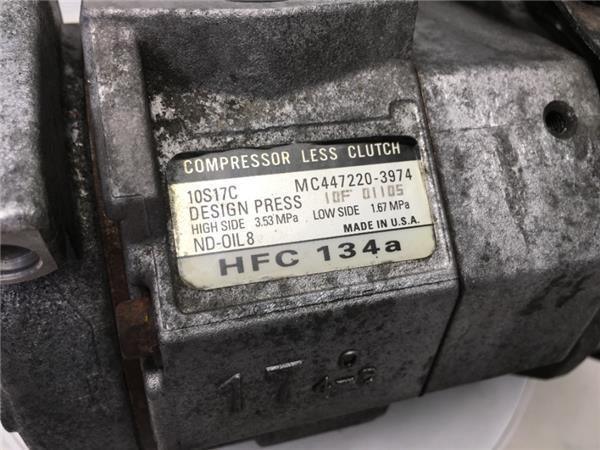 COMPRESSOR LESS CLUTCH
10S17C MC447220-3974
DESIGN PRESS 10F 01105
HIGH SIDE 3.53 MPa LOW SIDE 1.67 MPa
ND-OIL 8 MADE IN U.S.A.
HFC 134a
17